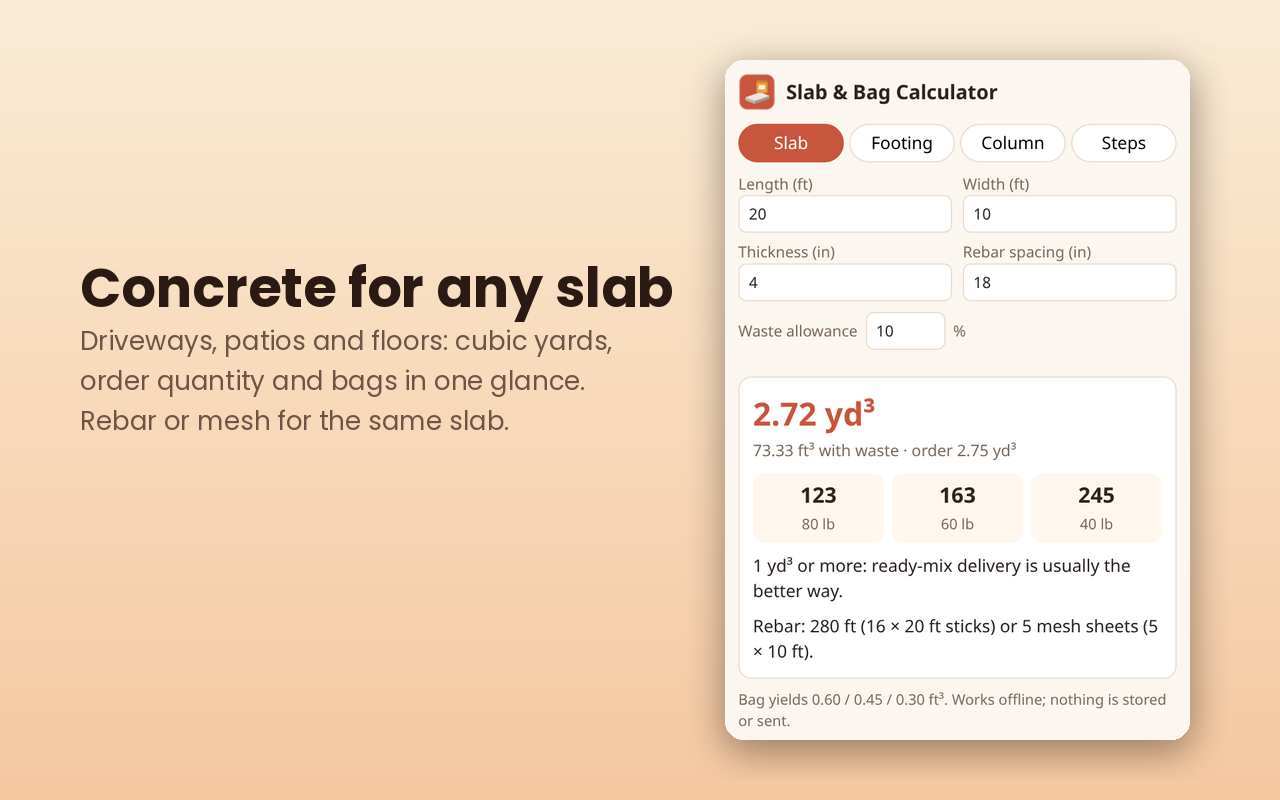 Concrete for any slab
Driveways, patios and floors: cubic yards,
order quantity and bags in one glance.
Rebar or mesh for the same slab.
Slab & Bag Calculator
Slab Footing Column Steps
Length (ft) Width (ft)
20 10
Thickness (in) Rebar spacing (in)
4 18
Waste allowance 10 %
2.72 yd³
73.33 ft³ with waste · order 2.75 yd³
123 163 245
80 lb 60 lb 40 lb
1 yd³ or more: ready-mix delivery is usually the
better way.
Rebar: 280 ft (16 × 20 ft sticks) or 5 mesh sheets (5
× 10 ft).
Bag yields 0.60 / 0.45 / 0.30 ft³. Works offline; nothing is stored
or sent.